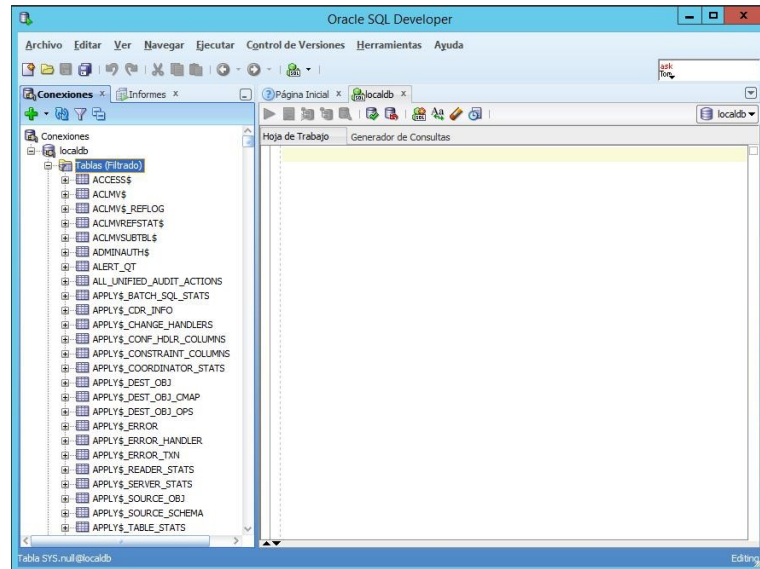 Oracle SQL Developer
Archivo Editar Ver Navegar Ejecutar Control de Versiones Herramientas Ayuda
ask
Tom
Conexiones x Informes x
Página Inicial x localdb x
localdb
Conexiones
Hoja de Trabajo Generador de Consultas
localdb
Tablas (Filtrado)
ACCESS$
ACLMV$
ACLMV$_REFLOG
ACLMVREFSTAT$
ACLMVSUBTBL$
ADMINAUTH$
ALERT_QT
ALL_UNIFIED_AUDIT_ACTIONS
APPLY$_BATCH_SQL_STATS
APPLY$_CDR_INFO
APPLY$_CHANGE_HANDLERS
APPLY$_CONF_HDLR_COLUMNS
APPLY$_CONSTRAINT_COLUMNS
APPLY$_COORDINATOR_STATS
APPLY$_DEST_OBJ
APPLY$_DEST_OBJ_CMAP
APPLY$_DEST_OBJ_OPS
APPLY$_ERROR
APPLY$_ERROR_HANDLER
APPLY$_ERROR_TXN
APPLY$_READER_STATS
APPLY$_SERVER_STATS
APPLY$_SOURCE_OBJ
APPLY$_SOURCE_SCHEMA
APPLY$_TABLE_STATS
Tabla SYS.null@localdb
Editing